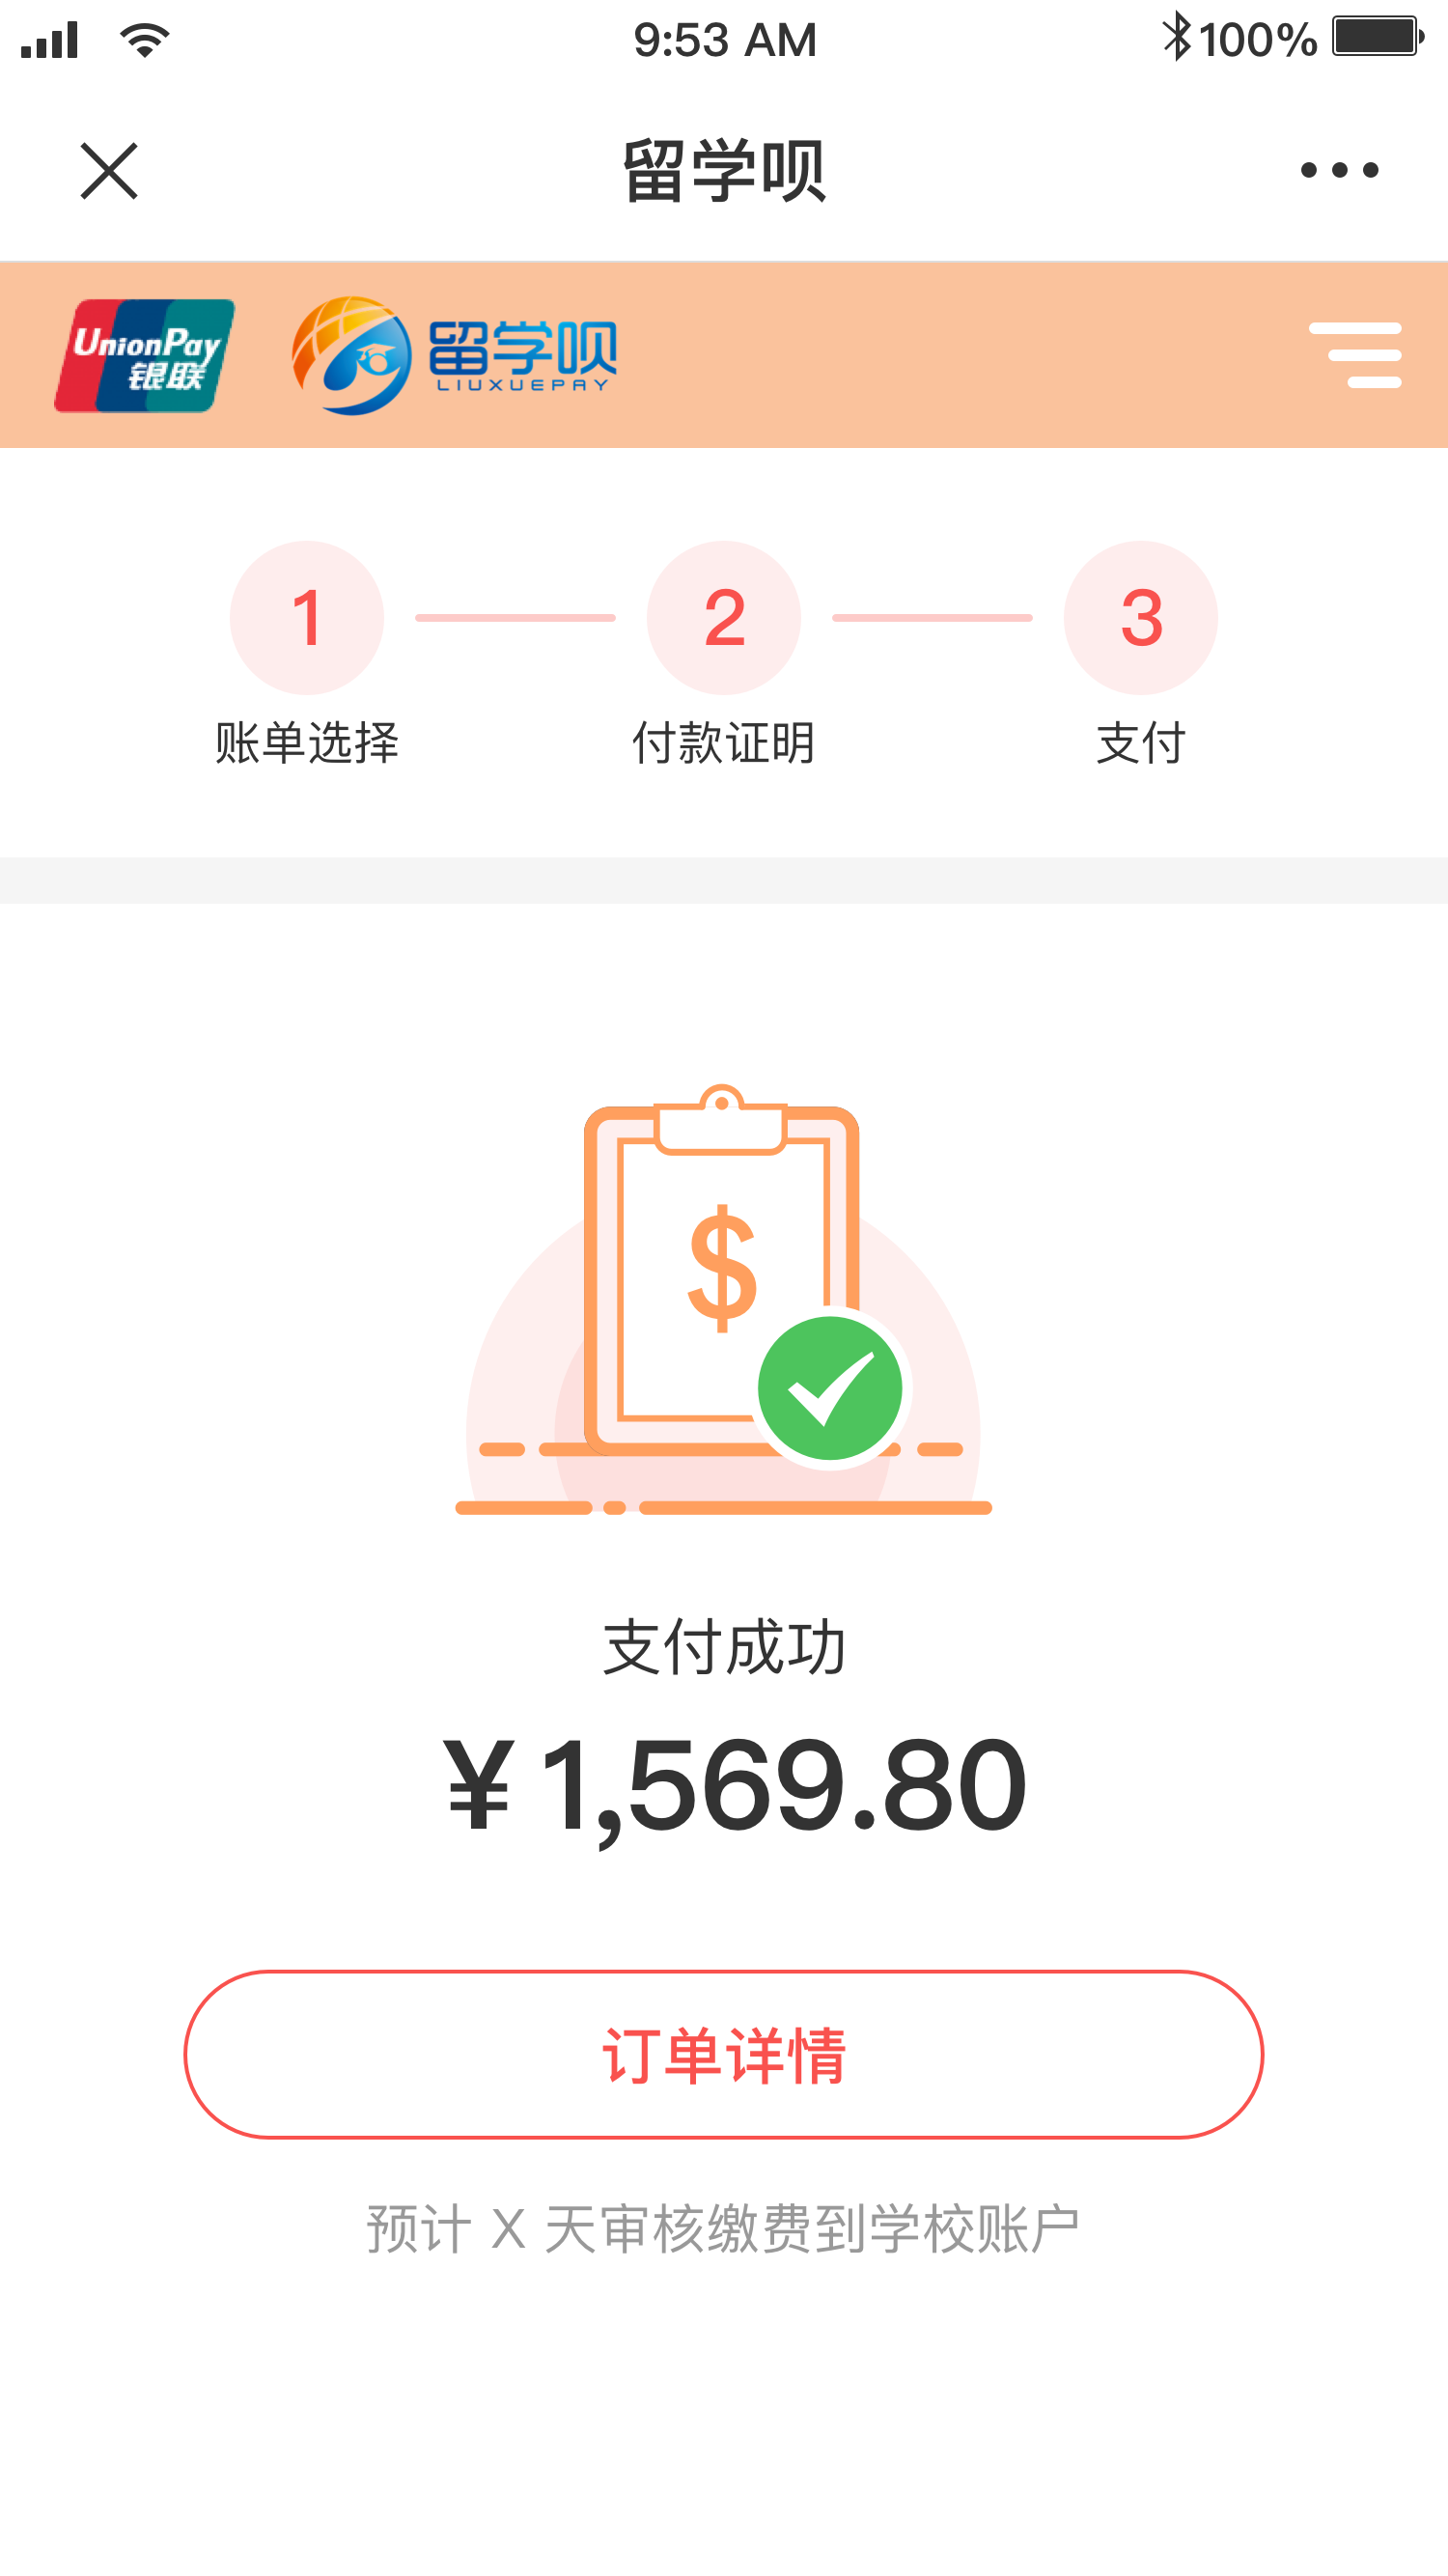 9:53 AM 100%
留学呗
UnionPay
银联
留学呗
LIUXUEPAY
1 2 3
账单选择 付款证明 支付
$
支付成功
¥1,569.80
订单详情
预计 X 天审核缴费到学校账户